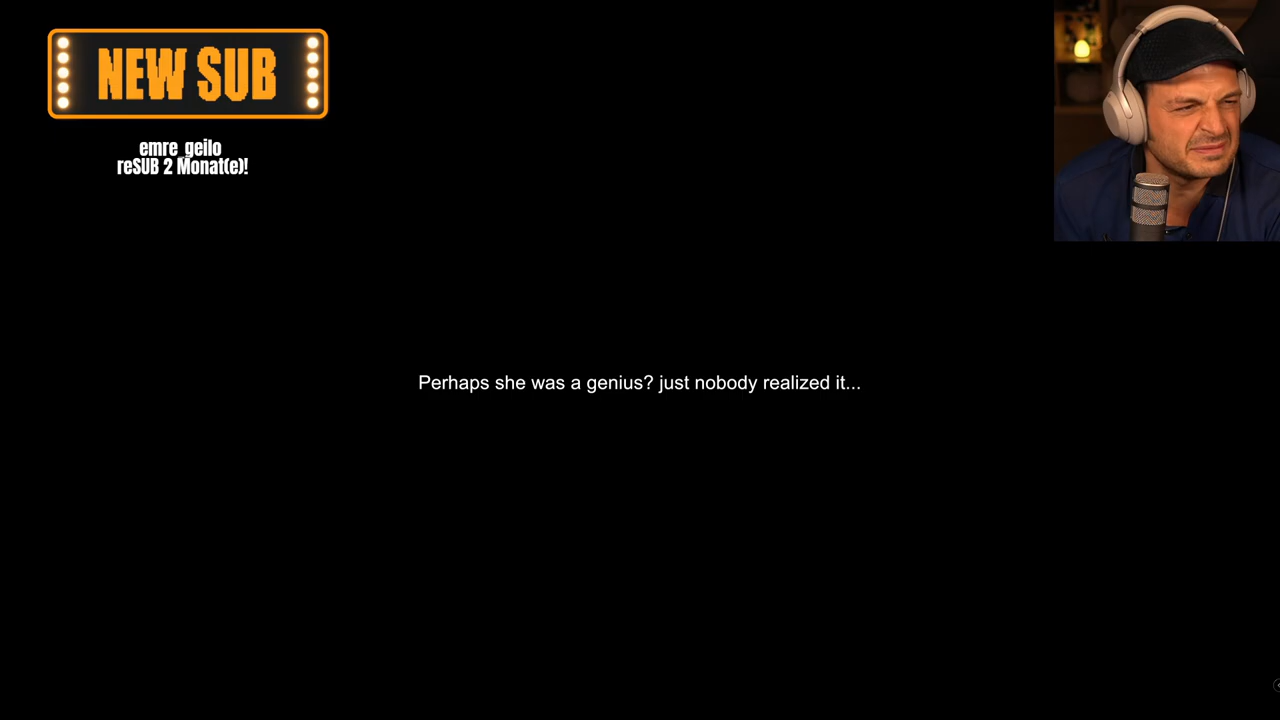 NEW SUB
emre_geilo
reSUB 2 Monat(e)!
Perhaps she was a genius? just nobody realized it...